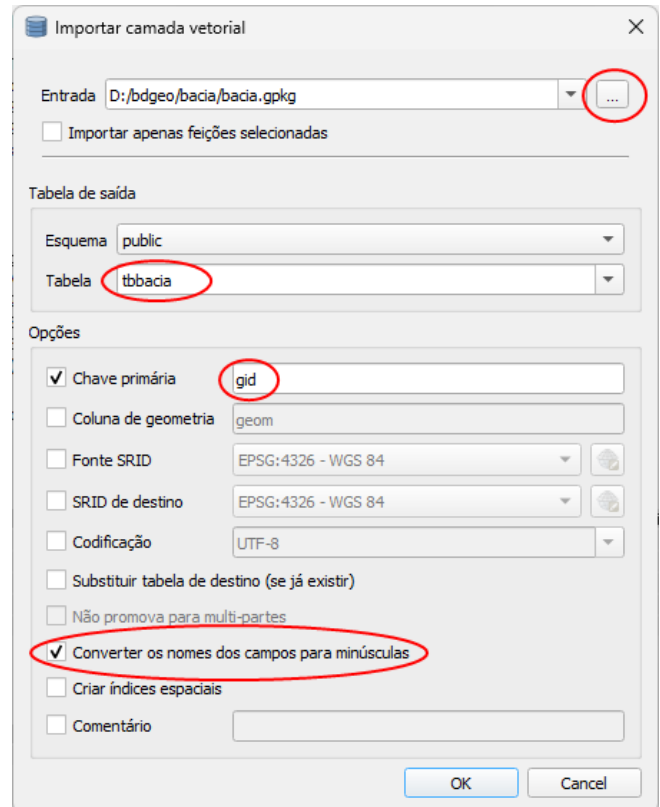 Importar camada vetorial
Entrada D:/bdgeo/bacia/bacia.gpkg ...
Importar apenas feições selecionadas
Tabela de saída
Esquema public
Tabela tbbacia
Opções
Chave primária gid
Coluna de geometria geom
Fonte SRID EPSG:4326 - WGS 84
SRID de destino EPSG:4326 - WGS 84
Codificação UTF-8
Substituir tabela de destino (se já existir)
Não promova para multi-partes
Converter os nomes dos campos para minúsculas
Criar índices espaciais
Comentário
OK Cancel